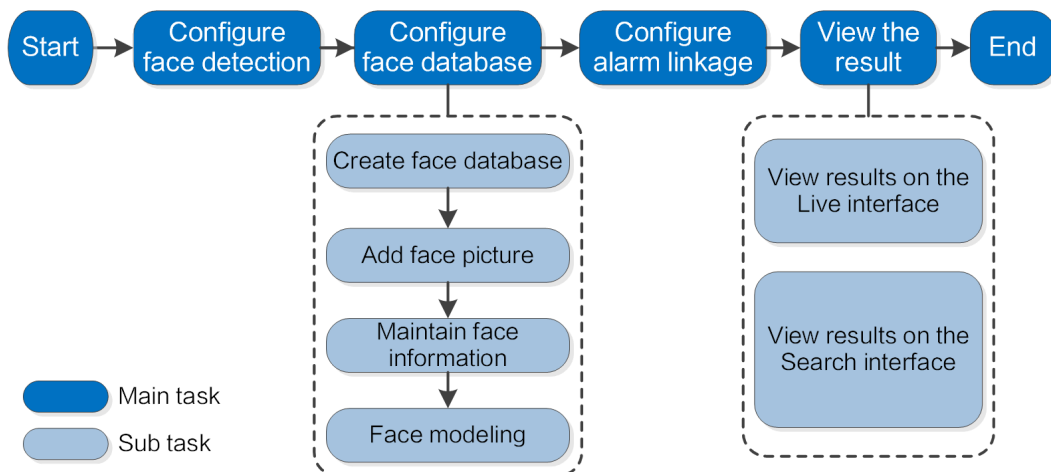 Start
Configure
face detection
Configure
face database
Configure
alarm linkage
View the
result
End
Create face database
Add face picture
Maintain face
information
Face modeling
View results on the
Live interface
View results on the
Search interface
Main task
Sub task